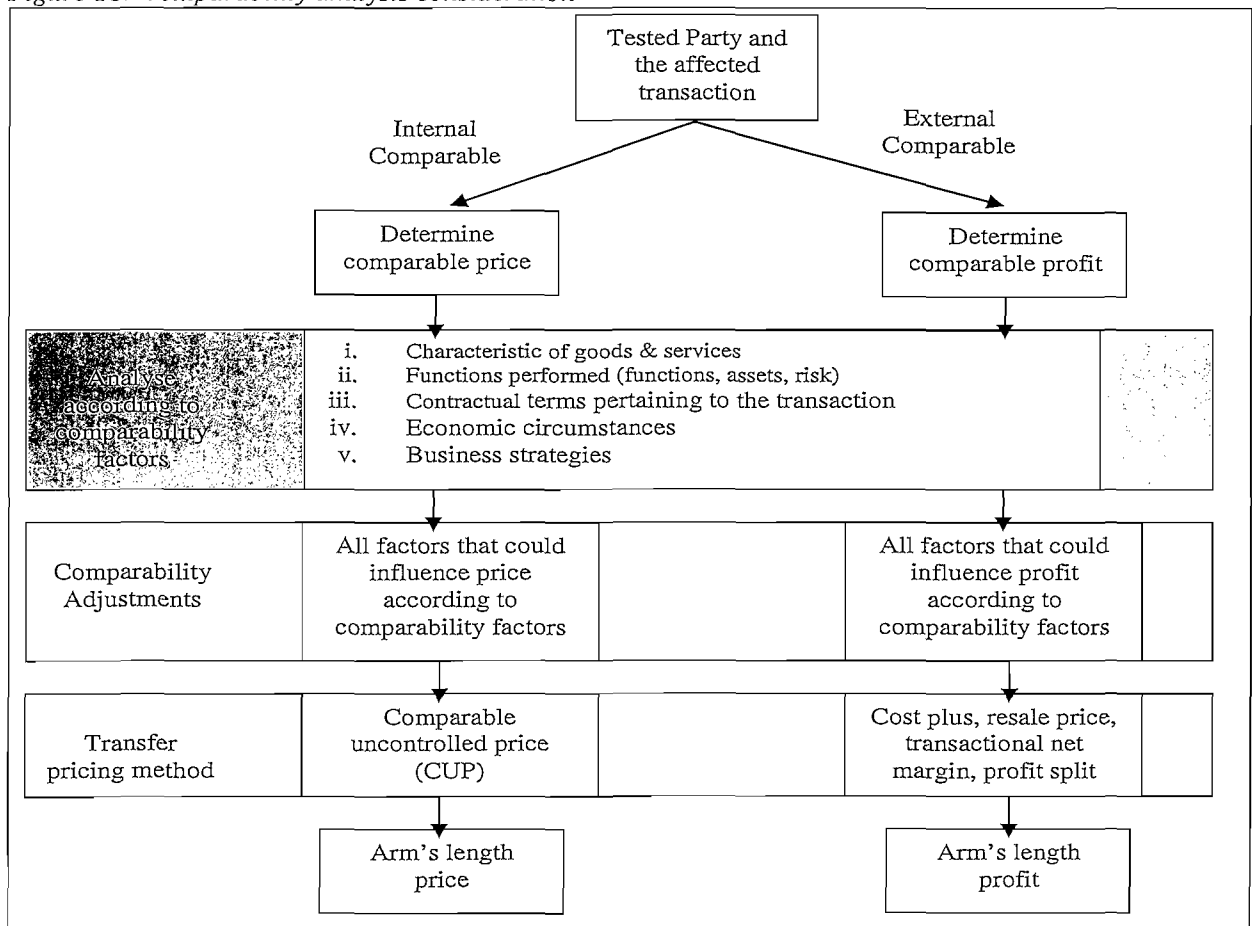 Tested Party and
the affected
transaction
Internal
Comparable
External
Comparable
Determine
comparable price
Determine
comparable profit
Analyse
according to
comparability
factors
i. Characteristic of goods & services
ii. Functions performed (functions, assets, risk)
iii. Contractual terms pertaining to the transaction
iv. Economic circumstances
v. Business strategies
Comparability
Adjustments
All factors that could
influence price
according to
comparability factors
All factors that could
influence profit
according to
comparability factors
Transfer
pricing method
Comparable
uncontrolled price
(CUP)
Cost plus, resale price,
transactional net
margin, profit split
Arm's length
price
Arm's length
profit